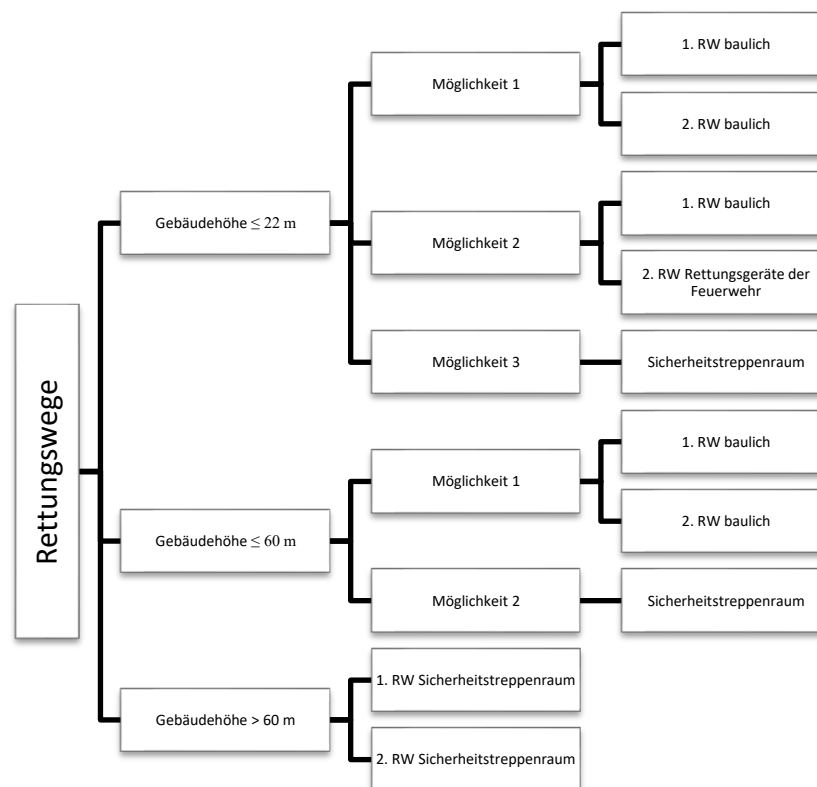 Rettungswege
Gebäudehöhe ≤ 22 m
Möglichkeit 1
1. RW baulich
2. RW baulich
Möglichkeit 2
1. RW baulich
2. RW Rettungsgeräte der
Feuerwehr
Möglichkeit 3
Sicherheitstreppenraum
Gebäudehöhe ≤ 60 m
Möglichkeit 1
1. RW baulich
2. RW baulich
Möglichkeit 2
Sicherheitstreppenraum
Gebäudehöhe > 60 m
1. RW Sicherheitstreppenraum
2. RW Sicherheitstreppenraum